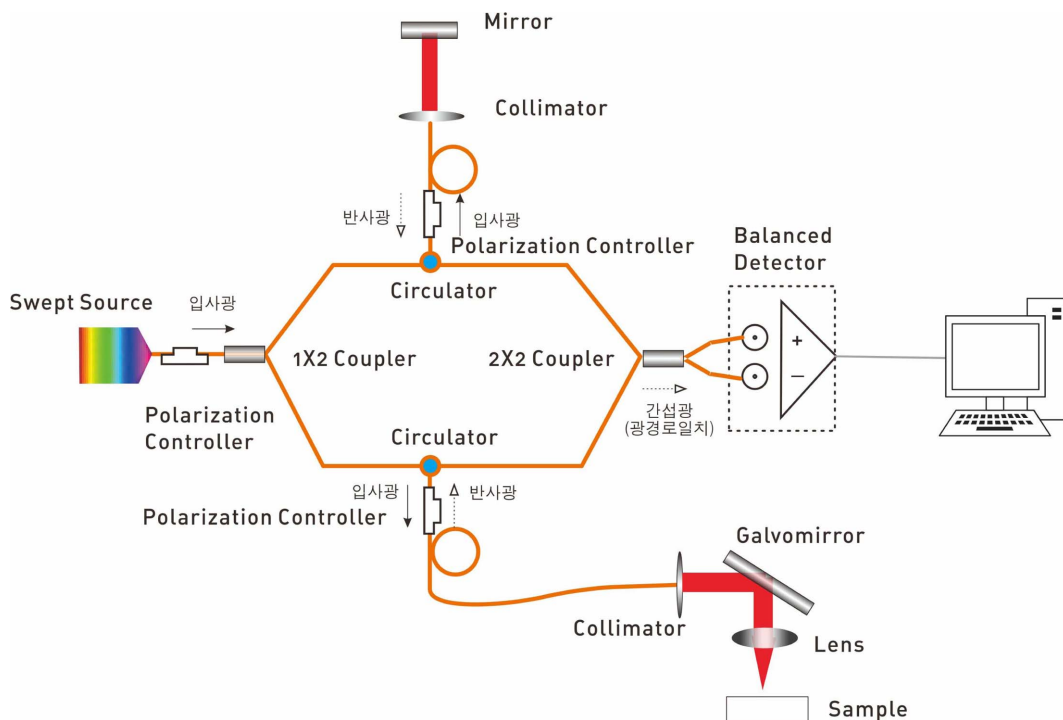 Mirror
Collimator
반사광
입사광
Polarization Controller
Balanced
Detector
Circulator
Swept Source
입사광
1X2 Coupler
2X2 Coupler
+
–
간섭광
(광경로일치)
Polarization
Controller
Circulator
입사광
반사광
Polarization Controller
Galvomirror
Collimator
Lens
Sample